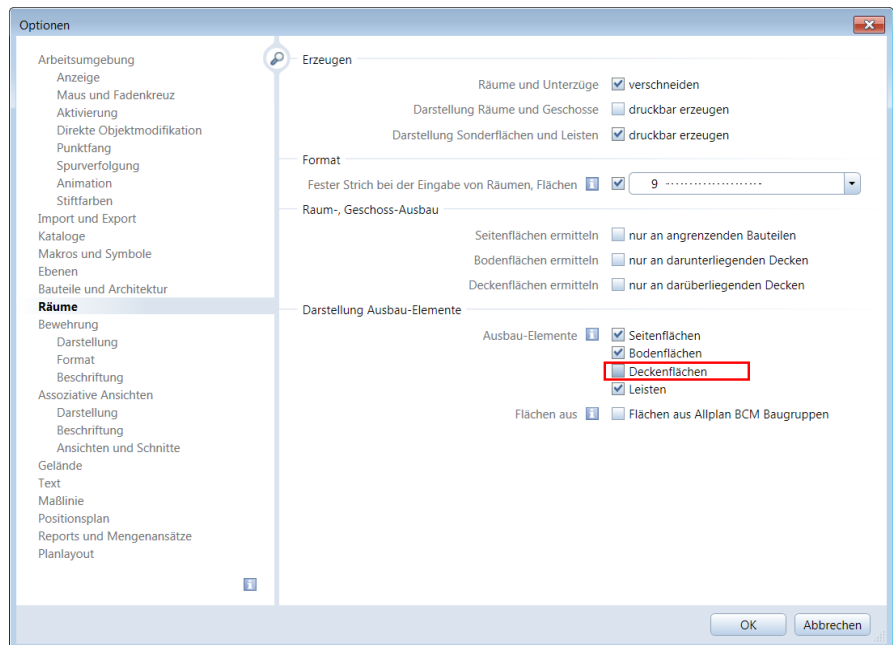 Optionen
Arbeitsumgebung
Anzeige
Maus und Fadenkreuz
Aktivierung
Direkte Objektmodifikation
Punktfang
Spurverfolgung
Animation
Stiftfarben
Import und Export
Kataloge
Makros und Symbole
Ebenen
Bauteile und Architektur
Räume
Bewehrung
Darstellung
Format
Beschriftung
Assoziative Ansichten
Darstellung
Beschriftung
Ansichten und Schnitte
Gelände
Text
Maßlinie
Positionsplan
Reports und Mengenansätze
Planlayout
Erzeugen
Räume und Unterzüge verschneiden
Darstellung Räume und Geschosse druckbar erzeugen
Darstellung Sonderflächen und Leisten druckbar erzeugen
Format
Fester Strich bei der Eingabe von Räumen, Flächen 9
Raum-, Geschoss-Ausbau
Seitenflächen ermitteln nur an angrenzenden Bauteilen
Bodenflächen ermitteln nur an darunterliegenden Decken
Deckenflächen ermitteln nur an darüberliegenden Decken
Darstellung Ausbau-Elemente
Ausbau-Elemente Seitenflächen
Bodenflächen
Deckenflächen
Leisten
Flächen aus Flächen aus Allplan BCM Baugruppen
OK Abbrechen